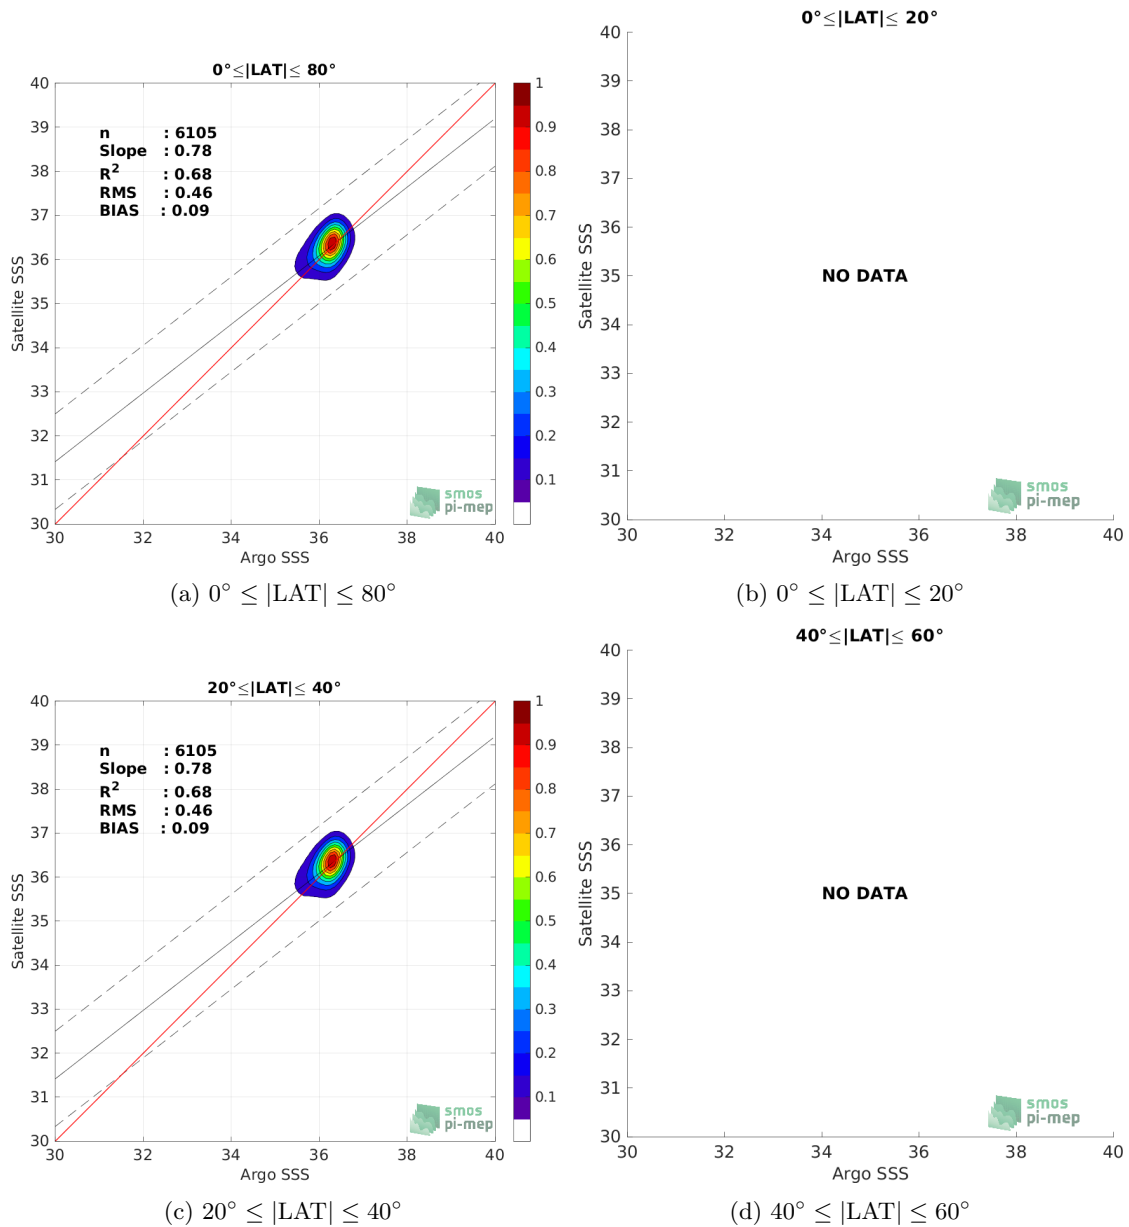 0°≤|LAT|≤ 80°
40
39
38
37
36
35
34
33
32
31
30
Satellite SSS
n : 6105
Slope : 0.78
R² : 0.68
RMS : 0.46
BIAS : 0.09
1
0.9
0.8
0.7
0.6
0.5
0.4
0.3
0.2
0.1
smos
pi-mep
30 32 34 36 38 40
Argo SSS
(a) 0° ≤ |LAT| ≤ 80°
0°≤|LAT|≤ 20°
40
39
38
37
36
35
34
33
32
31
30
Satellite SSS
NO DATA
smos
pi-mep
30 32 34 36 38 40
Argo SSS
(b) 0° ≤ |LAT| ≤ 20°
20°≤|LAT|≤ 40°
40
39
38
37
36
35
34
33
32
31
30
Satellite SSS
n : 6105
Slope : 0.78
R² : 0.68
RMS : 0.46
BIAS : 0.09
1
0.9
0.8
0.7
0.6
0.5
0.4
0.3
0.2
0.1
smos
pi-mep
30 32 34 36 38 40
Argo SSS
(c) 20° ≤ |LAT| ≤ 40°
40°≤|LAT|≤ 60°
40
39
38
37
36
35
34
33
32
31
30
Satellite SSS
NO DATA
smos
pi-mep
30 32 34 36 38 40
Argo SSS
(d) 40° ≤ |LAT| ≤ 60°